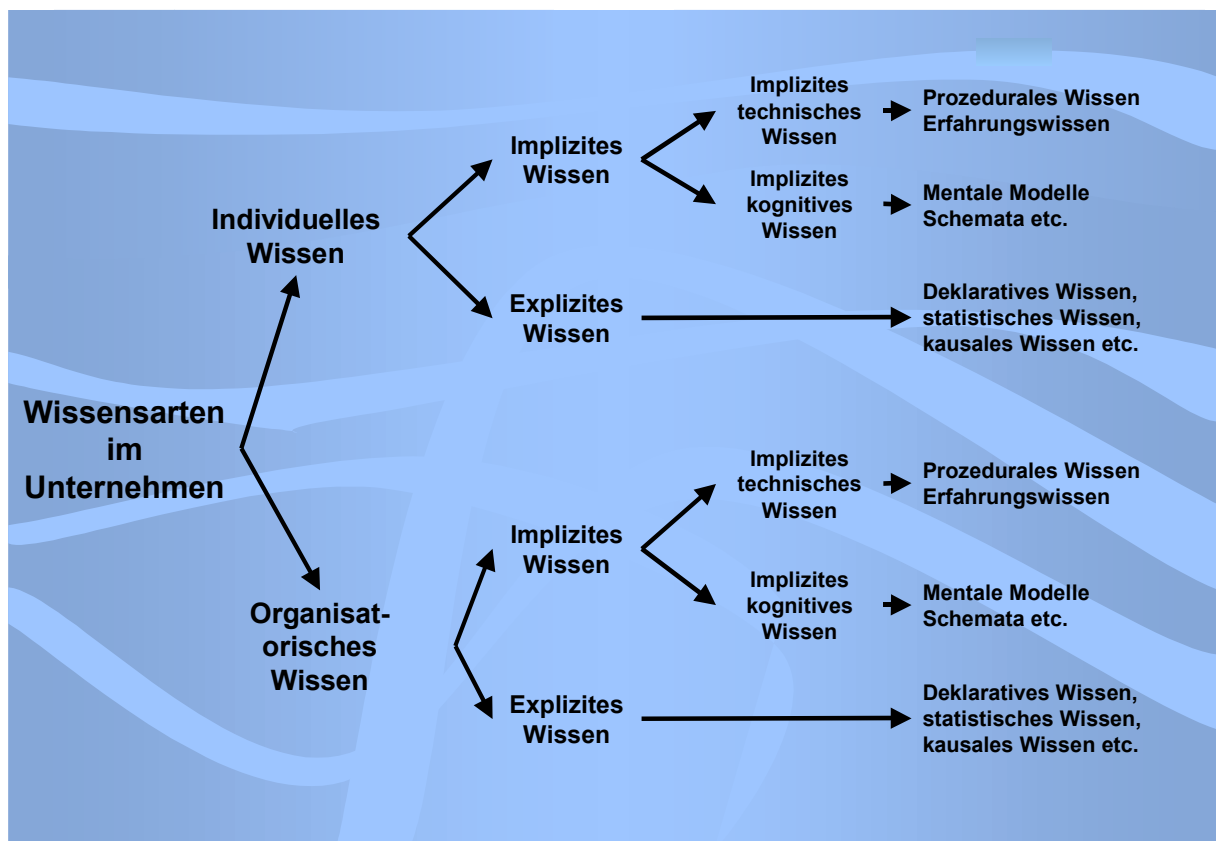 Wissensarten
im
Unternehmen
Individuelles
Wissen
Implizites
Wissen
Implizites
technisches
Wissen
Prozedurales Wissen
Erfahrungswissen
Implizites
kognitives
Wissen
Mentale Modelle
Schemata etc.
Explizites
Wissen
Deklaratives Wissen,
statistisches Wissen,
kausales Wissen etc.
Organisat-
orisches
Wissen
Implizites
Wissen
Implizites
technisches
Wissen
Prozedurales Wissen
Erfahrungswissen
Implizites
kognitives
Wissen
Mentale Modelle
Schemata etc.
Explizites
Wissen
Deklaratives Wissen,
statistisches Wissen,
kausales Wissen etc.